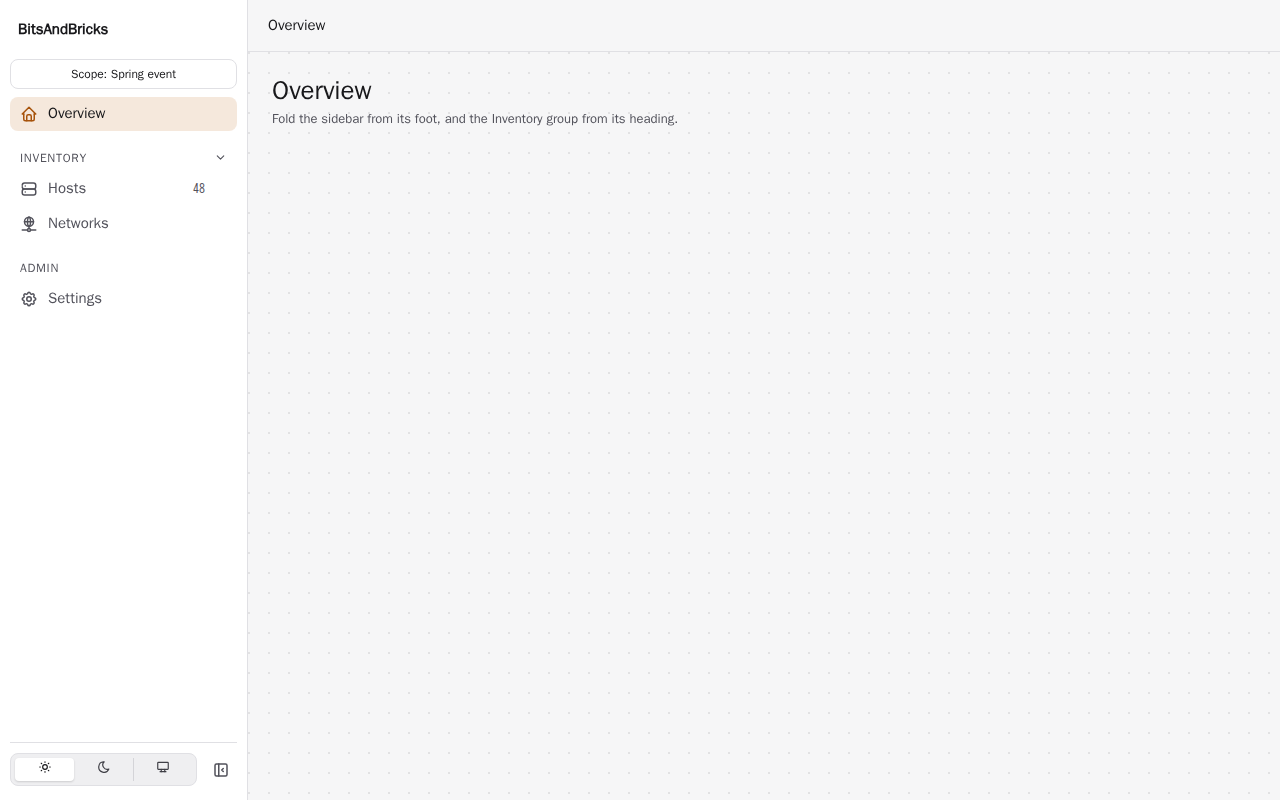 BitsAndBricks
Scope: Spring event
Overview
INVENTORY
Hosts 48
Networks
ADMIN
Settings
Overview
Overview
Fold the sidebar from its foot, and the Inventory group from its heading.